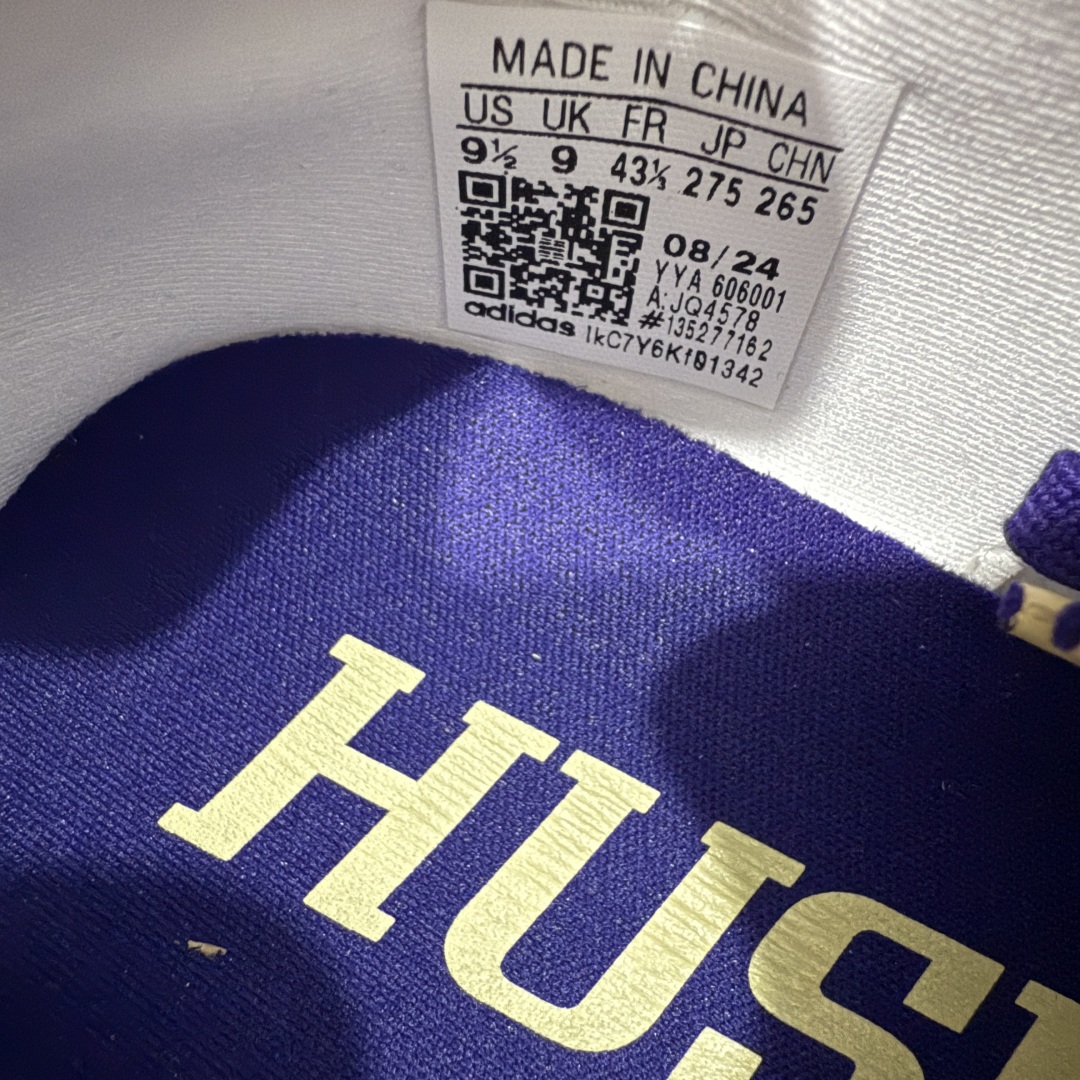 MADE IN CHINA
US UK FR JP CHN
9½ 9 43⅓ 275 265
08/24
YYA 606001
A: JQ4578
#135277162
adidas IkC7Y6Kf01342
HUS